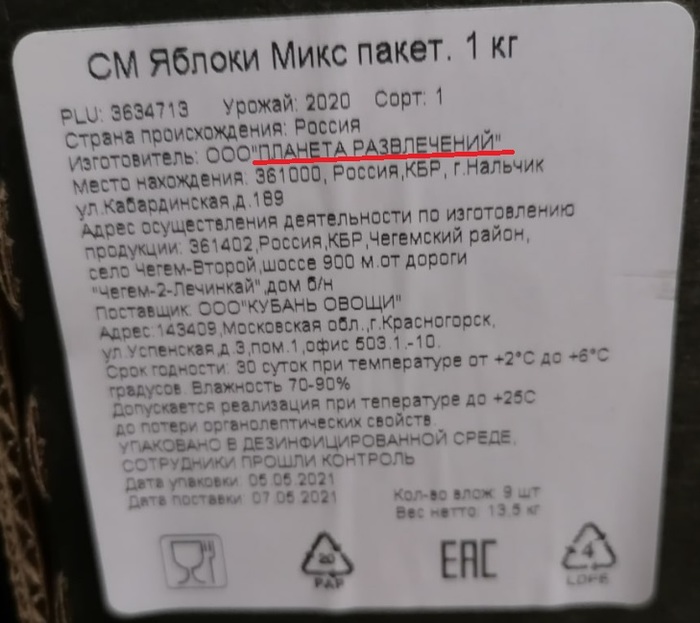 СМ Яблоки Микс пакет. 1 кг
PLU: 3634713 Урожай: 2020 Сорт: 1
Страна происхождения: Россия
Изготовитель: ООО"ПЛАНЕТА РАЗВЛЕЧЕНИЙ"
Место нахождения: 361000, Россия,КБР, г.Нальчик
ул.Кабардинская,д.189
Адрес осуществления деятельности по изготовлению
продукции: 361402,Россия,КБР,Чегемский район,
село Чегем-Второй,шоссе 900 м.от дороги
"Чегем-2-Лечинкай",дом б/н
Поставщик: ООО"КУБАНЬ ОВОЩИ"
Адрес:143409,Московская обл.,г.Красногорск,
ул.Успенская,д.3,пом.1,офис 503.1.-10.
Срок годности: 30 суток при температуре от +2°С до +6°С
градусов. Влажность 70-90%
Допускается реализация при тепературе до +25С
до потери органолептических свойств.
УПАКОВАНО В ДЕЗИНФИЦИРОВАННОЙ СРЕДЕ,
СОТРУДНИКИ ПРОШЛИ КОНТРОЛЬ
Дата упаковки: 05.05.2021
Дата поставки: 07.05.2021
Кол-во влож: 9 шт
Вес нетто: 13,5 кг
20
PAP
EAC
4
LDPE